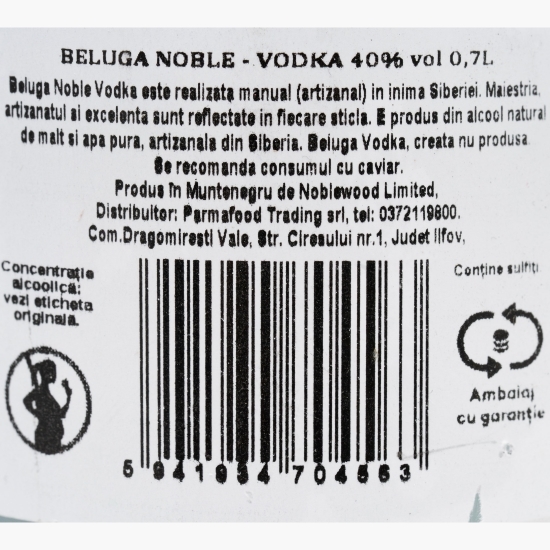 BELUGA NOBLE - VODKA 40% vol 0,7L
Beluga Noble Vodka este realizata manual (artizanal) in inima Siberiei. Maiestria,
artizanatul si excelenta sunt reflectate in fiecare sticla. E produs din alcool natural
de malt si apa pura, artizanala din Siberia. Beluga Vodka, creata nu produsa.
Se recomanda consumul cu caviar.
Produs în Muntenegru de Noblewood Limited,
Distribuitor: Parmafood Trading srl, tel: 0372119800.
Com.Dragomiresti Vale, Str. Ciresului nr.1, Judet Ilfov,
Concentrație
alcoolică:
vezi eticheta
originală.
Conține sulfiți
Ambalaj
cu garanție
5 941934 704563